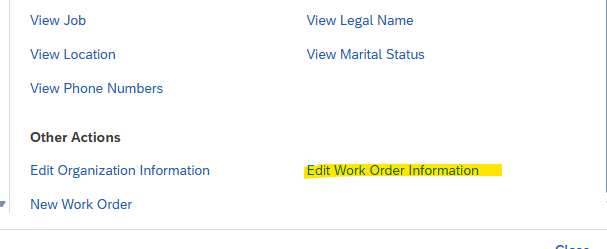 View Job
View Legal Name
View Location
View Marital Status
View Phone Numbers
Other Actions
Edit Organization Information
Edit Work Order Information
New Work Order